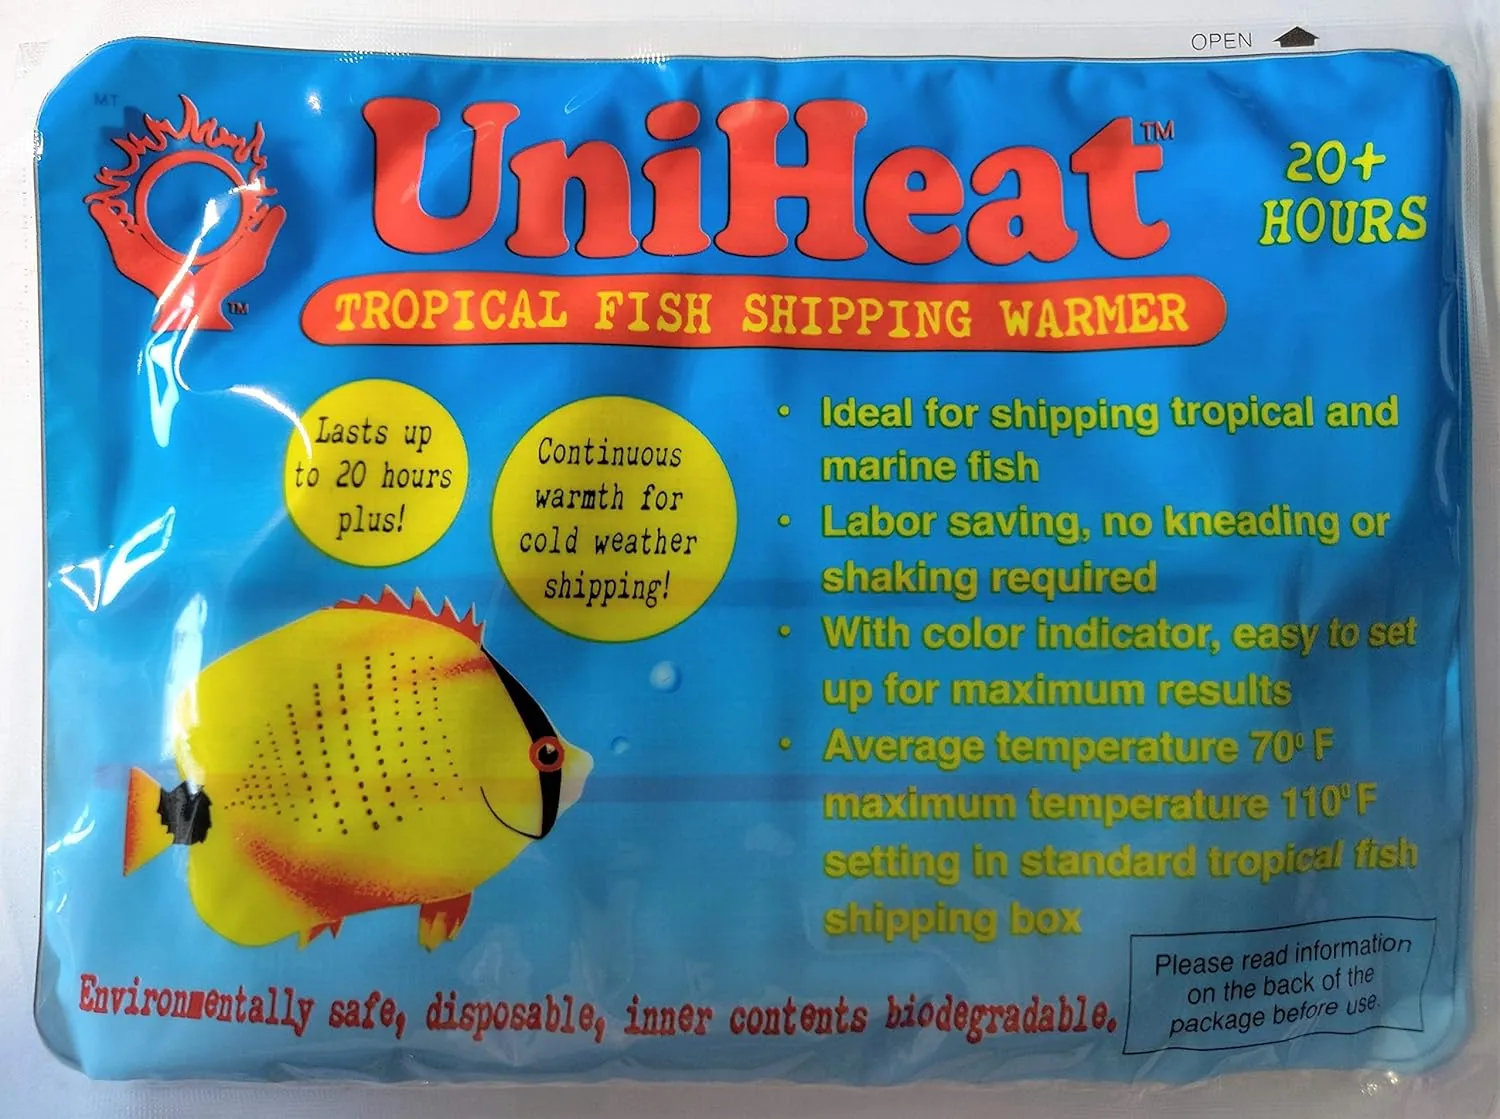 OPEN
MT
UniHeat™
20+
HOURS
™
TROPICAL FISH SHIPPING WARMER
Lasts up
to 20 hours
plus!
Continuous
warmth for
cold weather
shipping!
• Ideal for shipping tropical and
marine fish
• Labor saving, no kneading or
shaking required
• With color indicator, easy to set
up for maximum results
• Average temperature 70⁰ F
maximum temperature 110⁰ F
setting in standard tropical fish
shipping box
Environmentally safe, disposable, inner contents biodegradable.
Please read information
on the back of the
package before use.